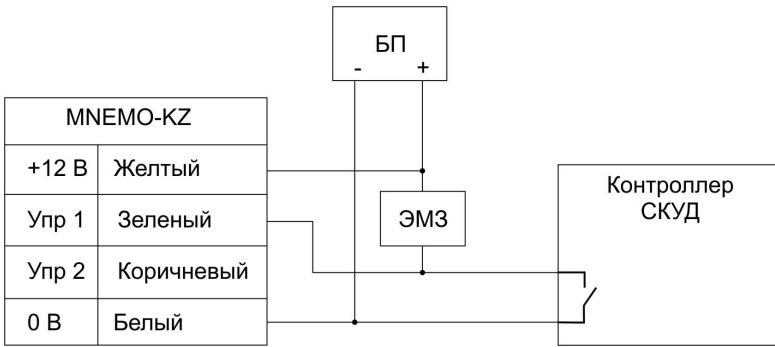 БП
- +
MNEMO-KZ
+12 В Желтый
Упр 1 Зеленый
Упр 2 Коричневый
0 В Белый
ЭМЗ
Контроллер
СКУД